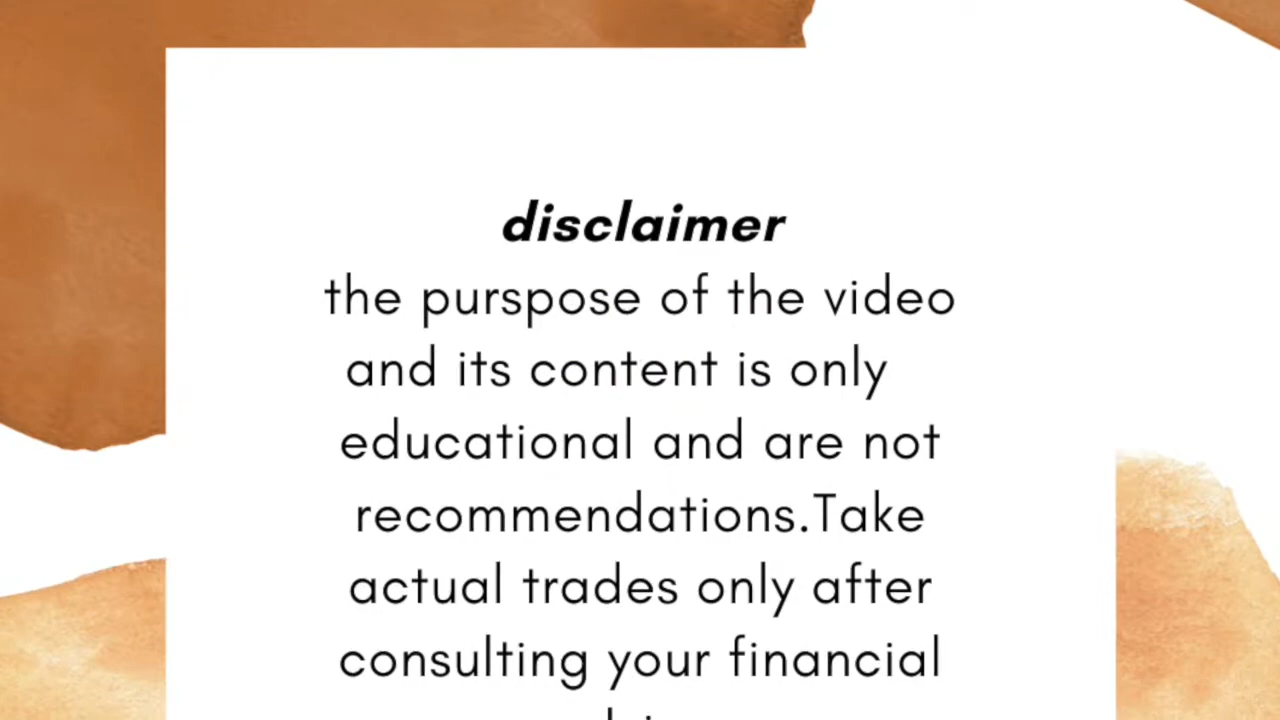 disclaimer
the purspose of the video
and its content is only
educational and are not
recommendations.Take
actual trades only after
consulting your financial